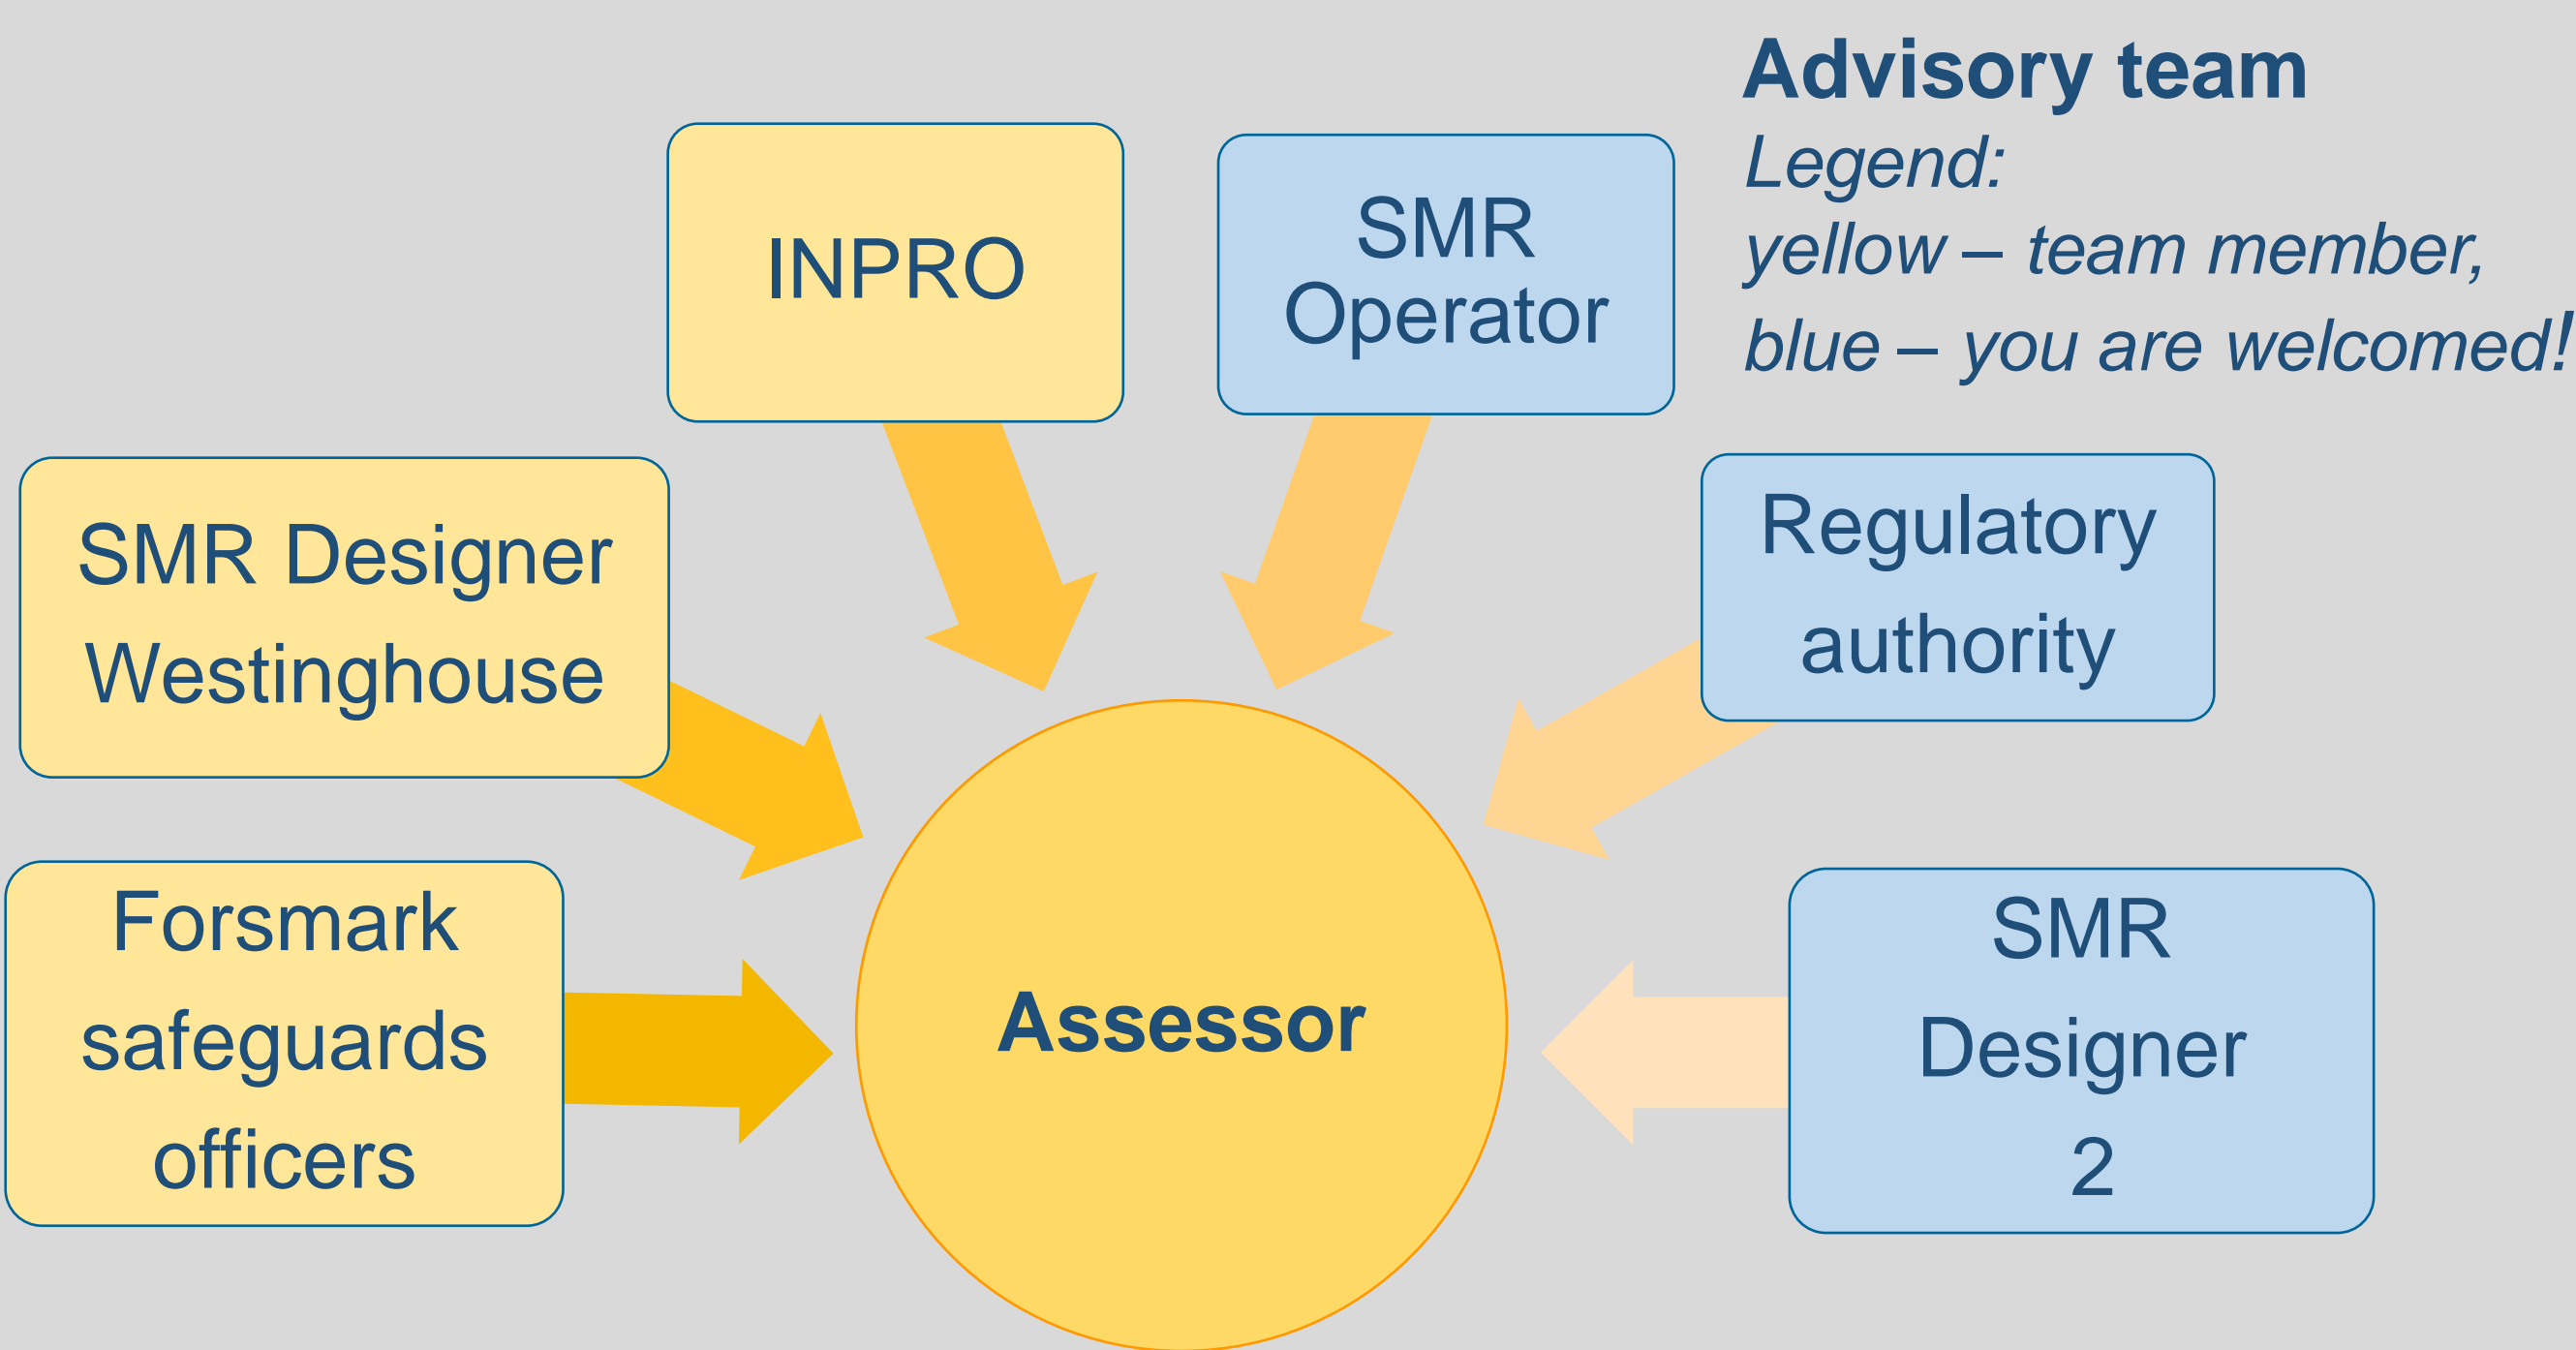 Advisory team
Legend:
yellow – team member,
blue – you are welcomed!
INPRO
SMR
Operator
SMR Designer
Westinghouse
Regulatory
authority
Forsmark
safeguards
officers
Assessor
SMR
Designer
2